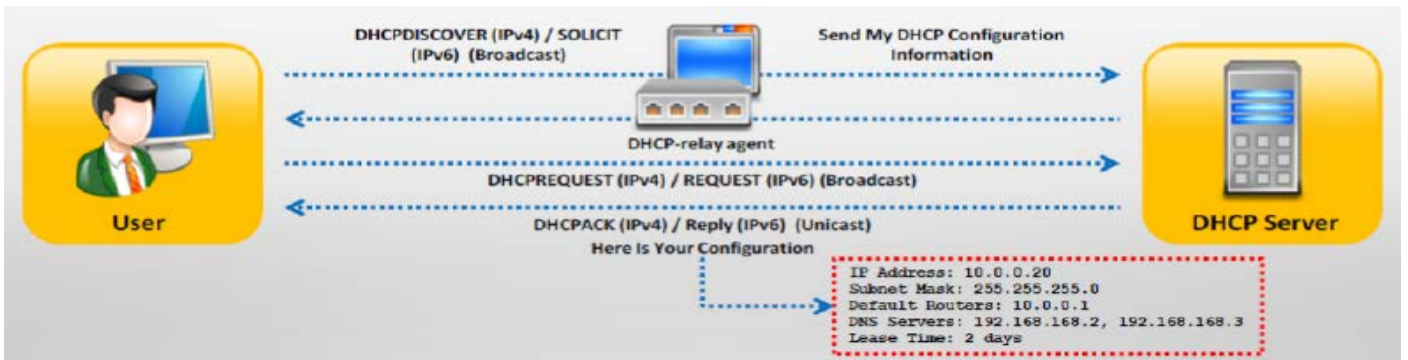 DHCPDISCOVER (IPv4) / SOLICIT
(IPv6) (Broadcast)
Send My DHCP Configuration
Information
DHCP-relay agent
DHCPREQUEST (IPv4) / REQUEST (IPv6) (Broadcast)
User
DHCP Server
DHCPACK (IPv4) / Reply (IPv6) (Unicast)
Here Is Your Configuration
IP Address: 10.0.0.20
Subnet Mask: 255.255.255.0
Default Routers: 10.0.0.1
DNS Servers: 192.168.168.2, 192.168.168.3
Lease Time: 2 days